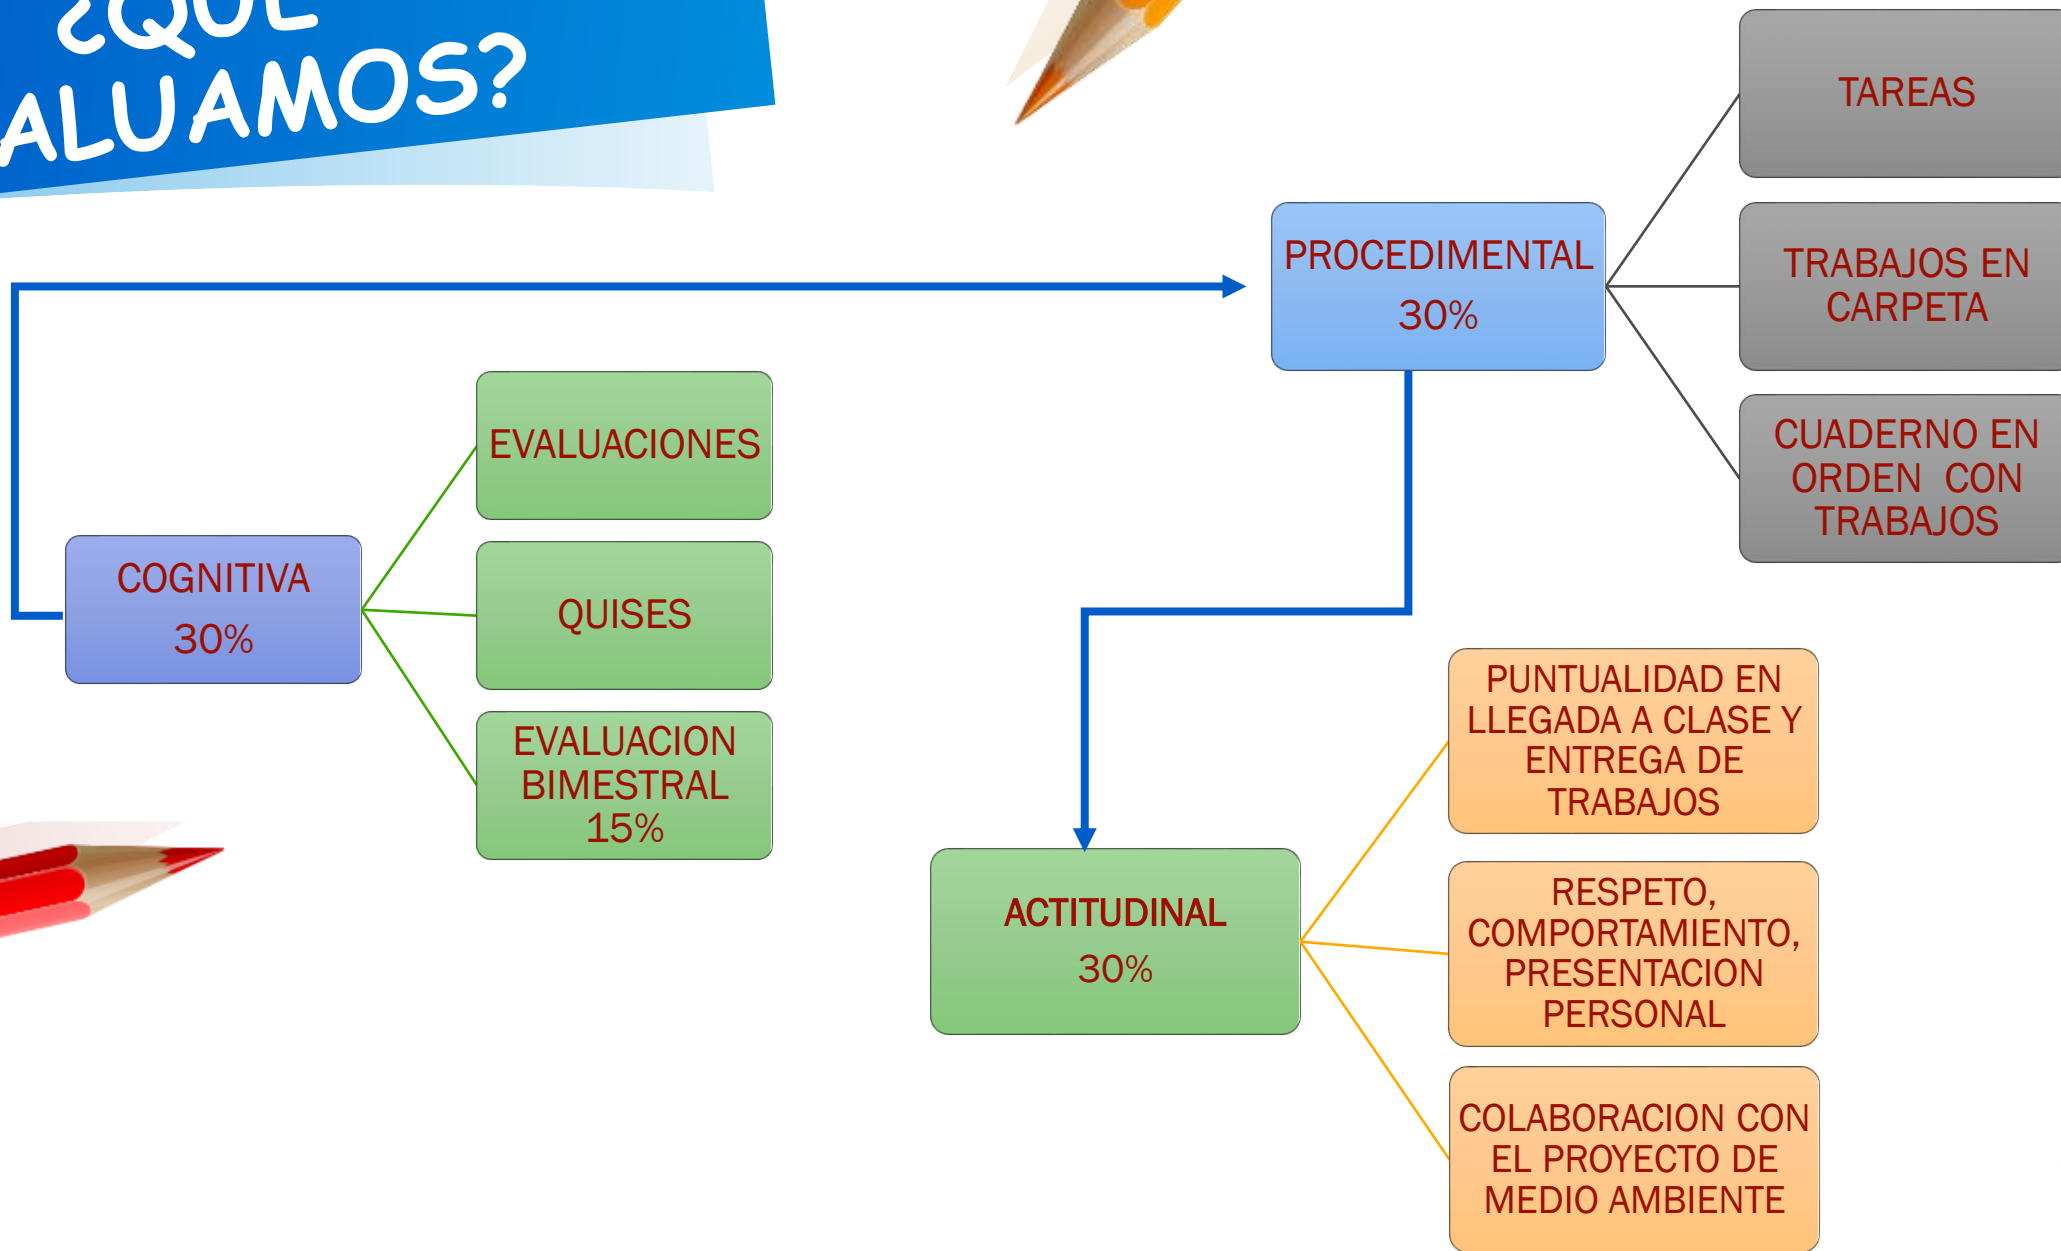 ¿QUÉ
ALUAMOS?
TAREAS
PROCEDIMENTAL
30%
TRABAJOS EN
CARPETA
CUADERNO EN
ORDEN CON
TRABAJOS
COGNITIVA
30%
EVALUACIONES
QUISES
EVALUACION
BIMESTRAL
15%
ACTITUDINAL
30%
PUNTUALIDAD EN
LLEGADA A CLASE Y
ENTREGA DE
TRABAJOS
RESPETO,
COMPORTAMIENTO,
PRESENTACION
PERSONAL
COLABORACION CON
EL PROYECTO DE
MEDIO AMBIENTE